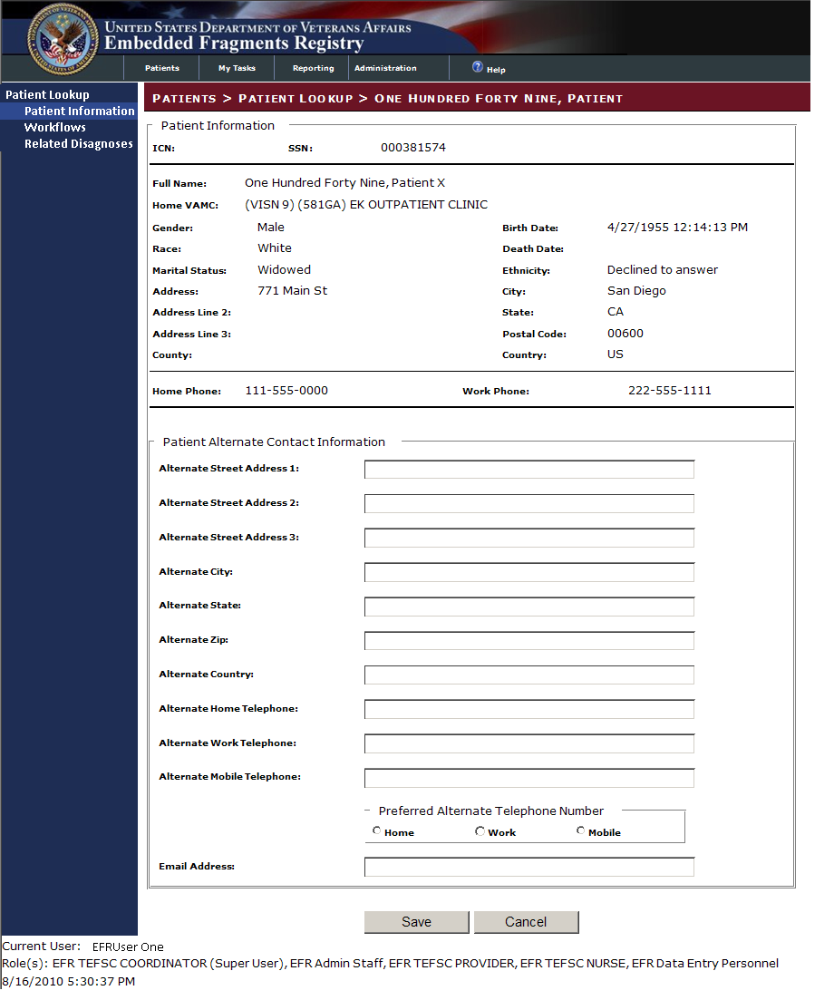 UNITED STATES DEPARTMENT OF VETERANS AFFAIRS
Embedded Fragments Registry
Patients My Tasks Reporting Administration ? Help
Patient Lookup
Patient Information
Workflows
Related Disagnoses
PATIENTS > PATIENT LOOKUP > ONE HUNDRED FORTY NINE, PATIENT
Patient Information
ICN: SSN: 000381574
Full Name: One Hundred Forty Nine, Patient X
Home VAMC: (VISN 9) (581GA) EK OUTPATIENT CLINIC
Gender: Male Birth Date: 4/27/1955 12:14:13 PM
Race: White Death Date:
Marital Status: Widowed Ethnicity: Declined to answer
Address: 771 Main St City: San Diego
Address Line 2: State: CA
Address Line 3: Postal Code: 00600
County: Country: US
Home Phone: 111-555-0000 Work Phone: 222-555-1111
Patient Alternate Contact Information
Alternate Street Address 1:
Alternate Street Address 2:
Alternate Street Address 3:
Alternate City:
Alternate State:
Alternate Zip:
Alternate Country:
Alternate Home Telephone:
Alternate Work Telephone:
Alternate Mobile Telephone:
Preferred Alternate Telephone Number
Home Work Mobile
Email Address:
Save Cancel
Current User: EFRUser One
Role(s): EFR TEFSC COORDINATOR (Super User), EFR Admin Staff, EFR TEFSC PROVIDER, EFR TEFSC NURSE, EFR Data Entry Personnel
8/16/2010 5:30:37 PM